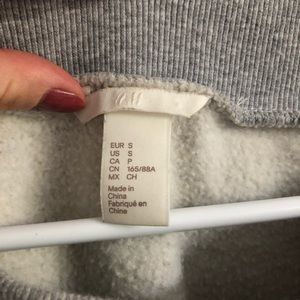 EUR S
US S
CA P
CN 165/88A
MX CH
Made in
China
Fabriqué en
Chine